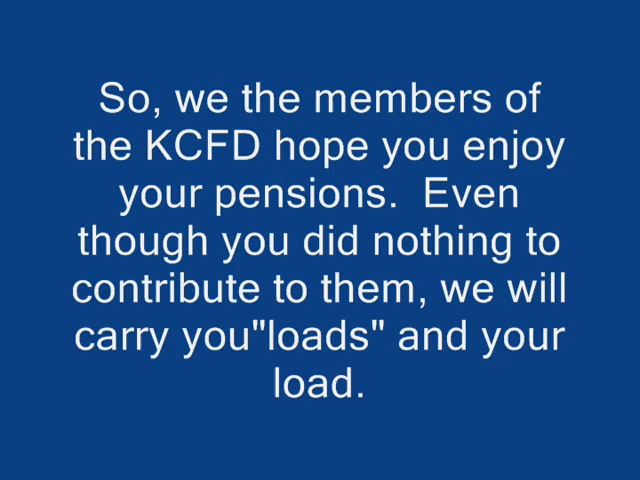 So, we the members of
the KCFD hope you enjoy
your pensions.  Even
though you did nothing to
contribute to them, we will
carry you"loads" and your
load.